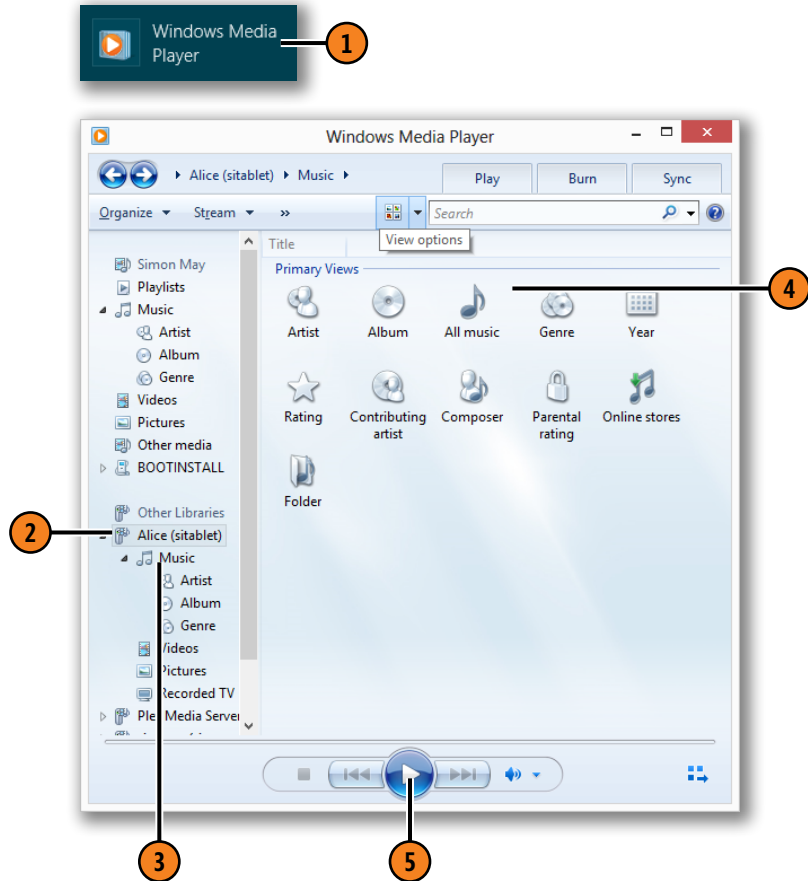 Windows Media
Player
1
Windows Media Player
Alice (sitablet) Music
Play
Burn
Sync
Organize
Stream
»
Search
View options
Title
Simon May
Playlists
Music
Artist
Album
Genre
Videos
Pictures
Other media
BOOTINSTALL
Other Libraries
2
Alice (sitablet)
Music
Artist
Album
Genre
Videos
Pictures
Recorded TV
Media Server
Primary Views
4
Artist
Album
All music
Genre
Year
Rating
Contributing
artist
Composer
Parental
rating
Online stores
Folder
3
5